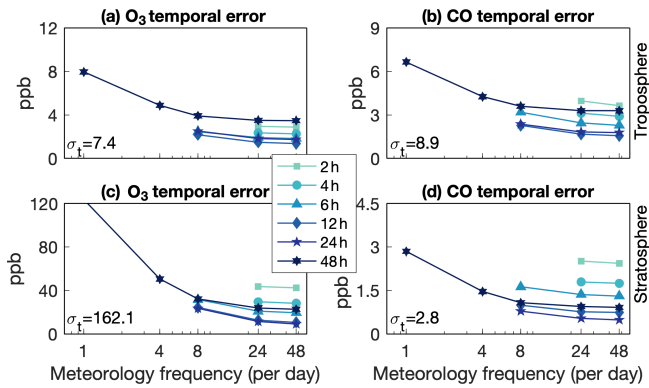 (a) O3 temporal error
(b) CO temporal error
12
8
4
0
ppb
σt=7.4
9
6
3
0
ppb
σt=8.9
Troposphere
(c) O3 temporal error
(d) CO temporal error
2 h
4 h
6 h
12 h
24 h
48 h
120
80
40
0
ppb
σt=162.1
4.5
3
1.5
0
ppb
σt=2.8
Stratosphere
1 4 8 24 48
1 4 8 24 48
Meteorology frequency (per day)
Meteorology frequency (per day)